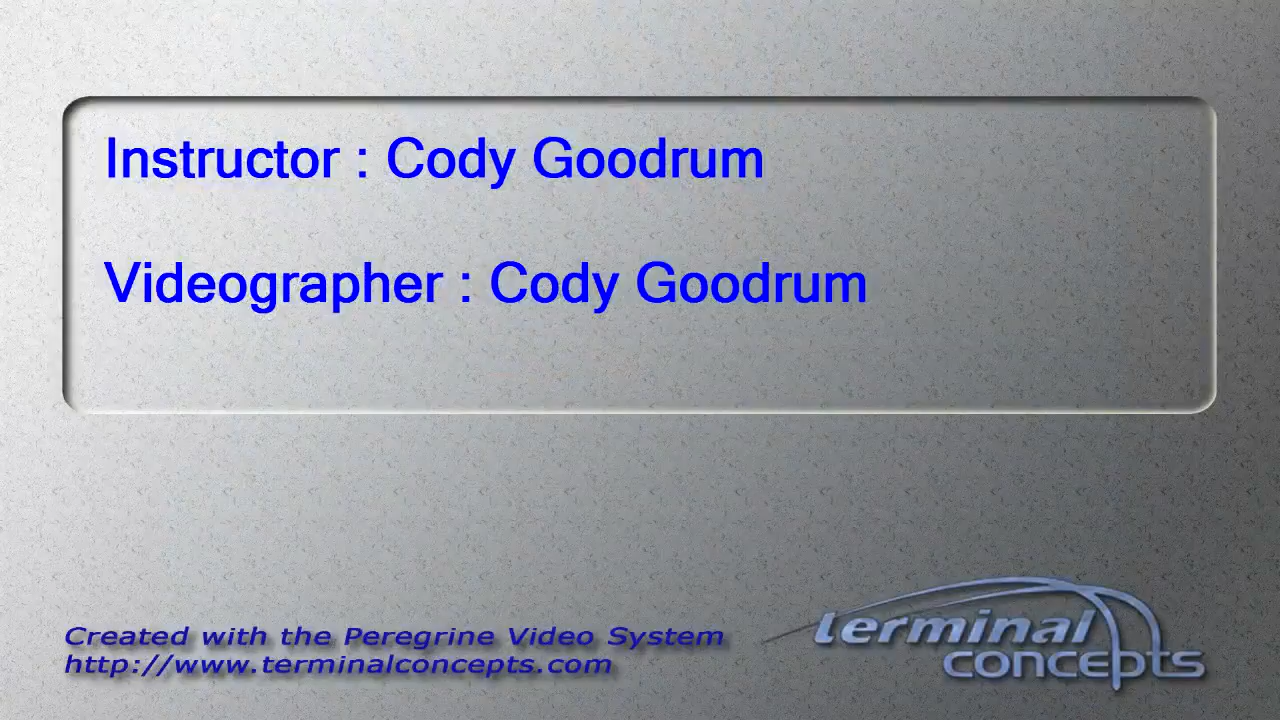 Instructor : Cody Goodrum
Videographer : Cody Goodrum
Created with the Peregrine Video System
http://www.terminalconcepts.com
terminal
concepts